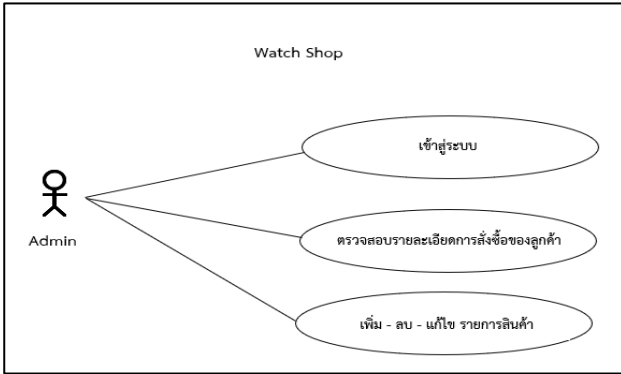 Watch Shop
เข้าสู่ระบบ
Admin
ตรวจสอบรายละเอียดการสั่งซื้อของลูกค้า
เพิ่ม - ลบ - แก้ไข รายการสินค้า